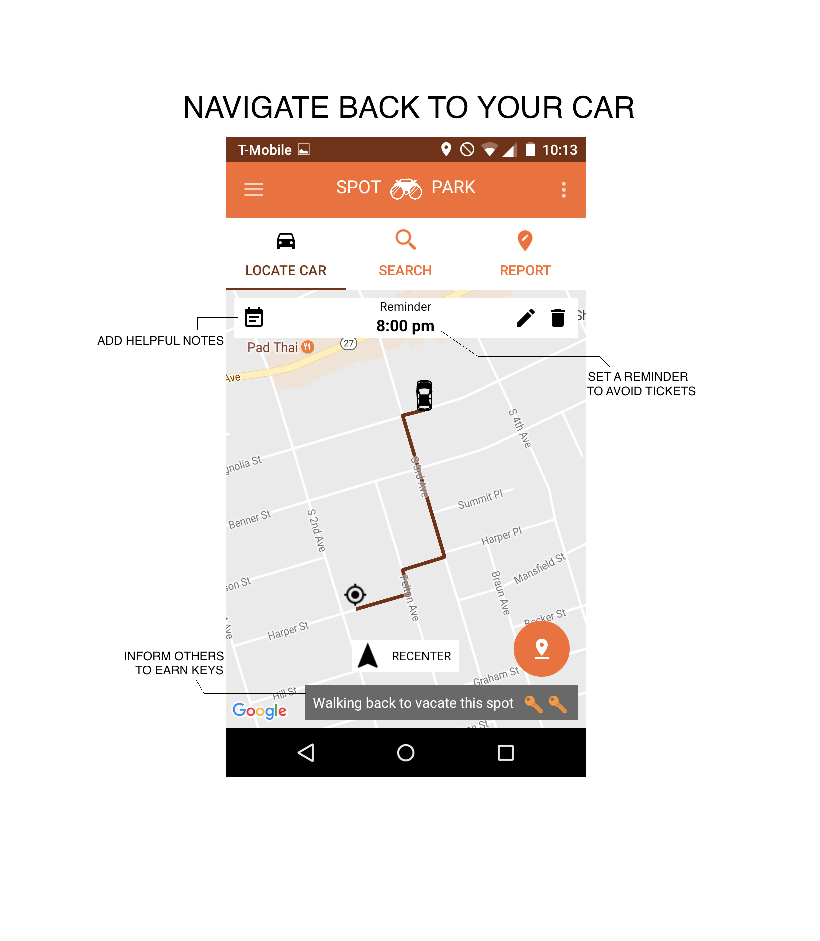 NAVIGATE BACK TO YOUR CAR
T-Mobile
10:13
SPOT PARK
LOCATE CAR
SEARCH
REPORT
Reminder
8:00 pm
Sh
ADD HELPFUL NOTES
Pad Thai
27
Ave
SET A REMINDER
TO AVOID TICKETS
S 4th Ave
gnolia St
S 3rd Ave
Summit Pl
Benner St
S 2nd Ave
Harper Pl
Mansfield St
son St
Braun Ave
Felton Ave
Becker St
Ave
Harper St
INFORM OTHERS
TO EARN KEYS
RECENTER
Graham St
Hill St
Google
Walking back to vacate this spot
on St